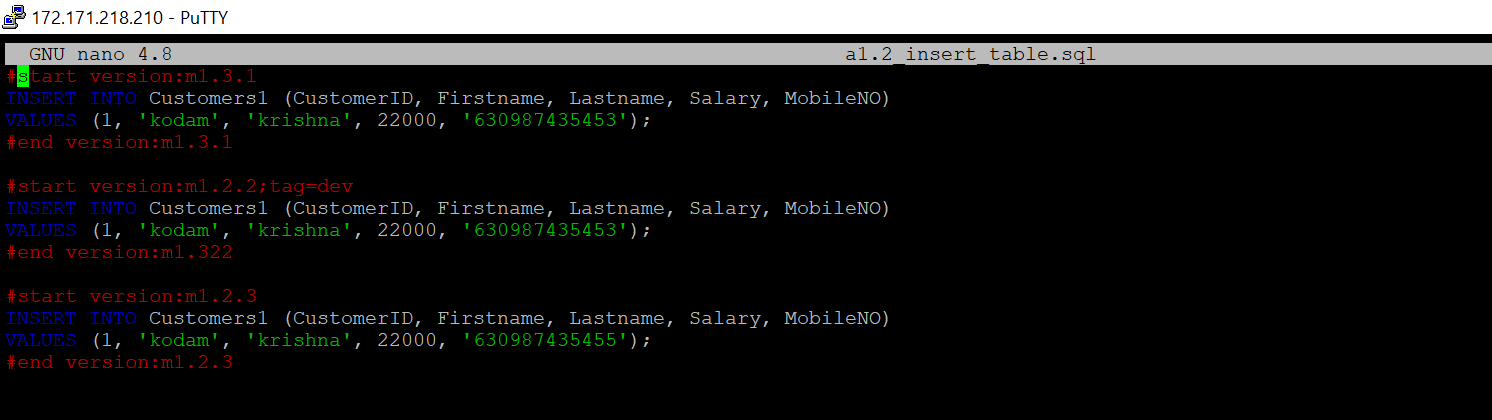 172.171.218.210 - PuTTY
GNU nano 4.8 a1.2_insert_table.sql
#start version:m1.3.1
INSERT INTO Customers1 (CustomerID, Firstname, Lastname, Salary, MobileNO)
VALUES (1, 'kodam', 'krishna', 22000, '630987435453');
#end version:m1.3.1
#start version:m1.2.2;tag=dev
INSERT INTO Customers1 (CustomerID, Firstname, Lastname, Salary, MobileNO)
VALUES (1, 'kodam', 'krishna', 22000, '630987435453');
#end version:m1.322
#start version:m1.2.3
INSERT INTO Customers1 (CustomerID, Firstname, Lastname, Salary, MobileNO)
VALUES (1, 'kodam', 'krishna', 22000, '630987435455');
#end version:m1.2.3